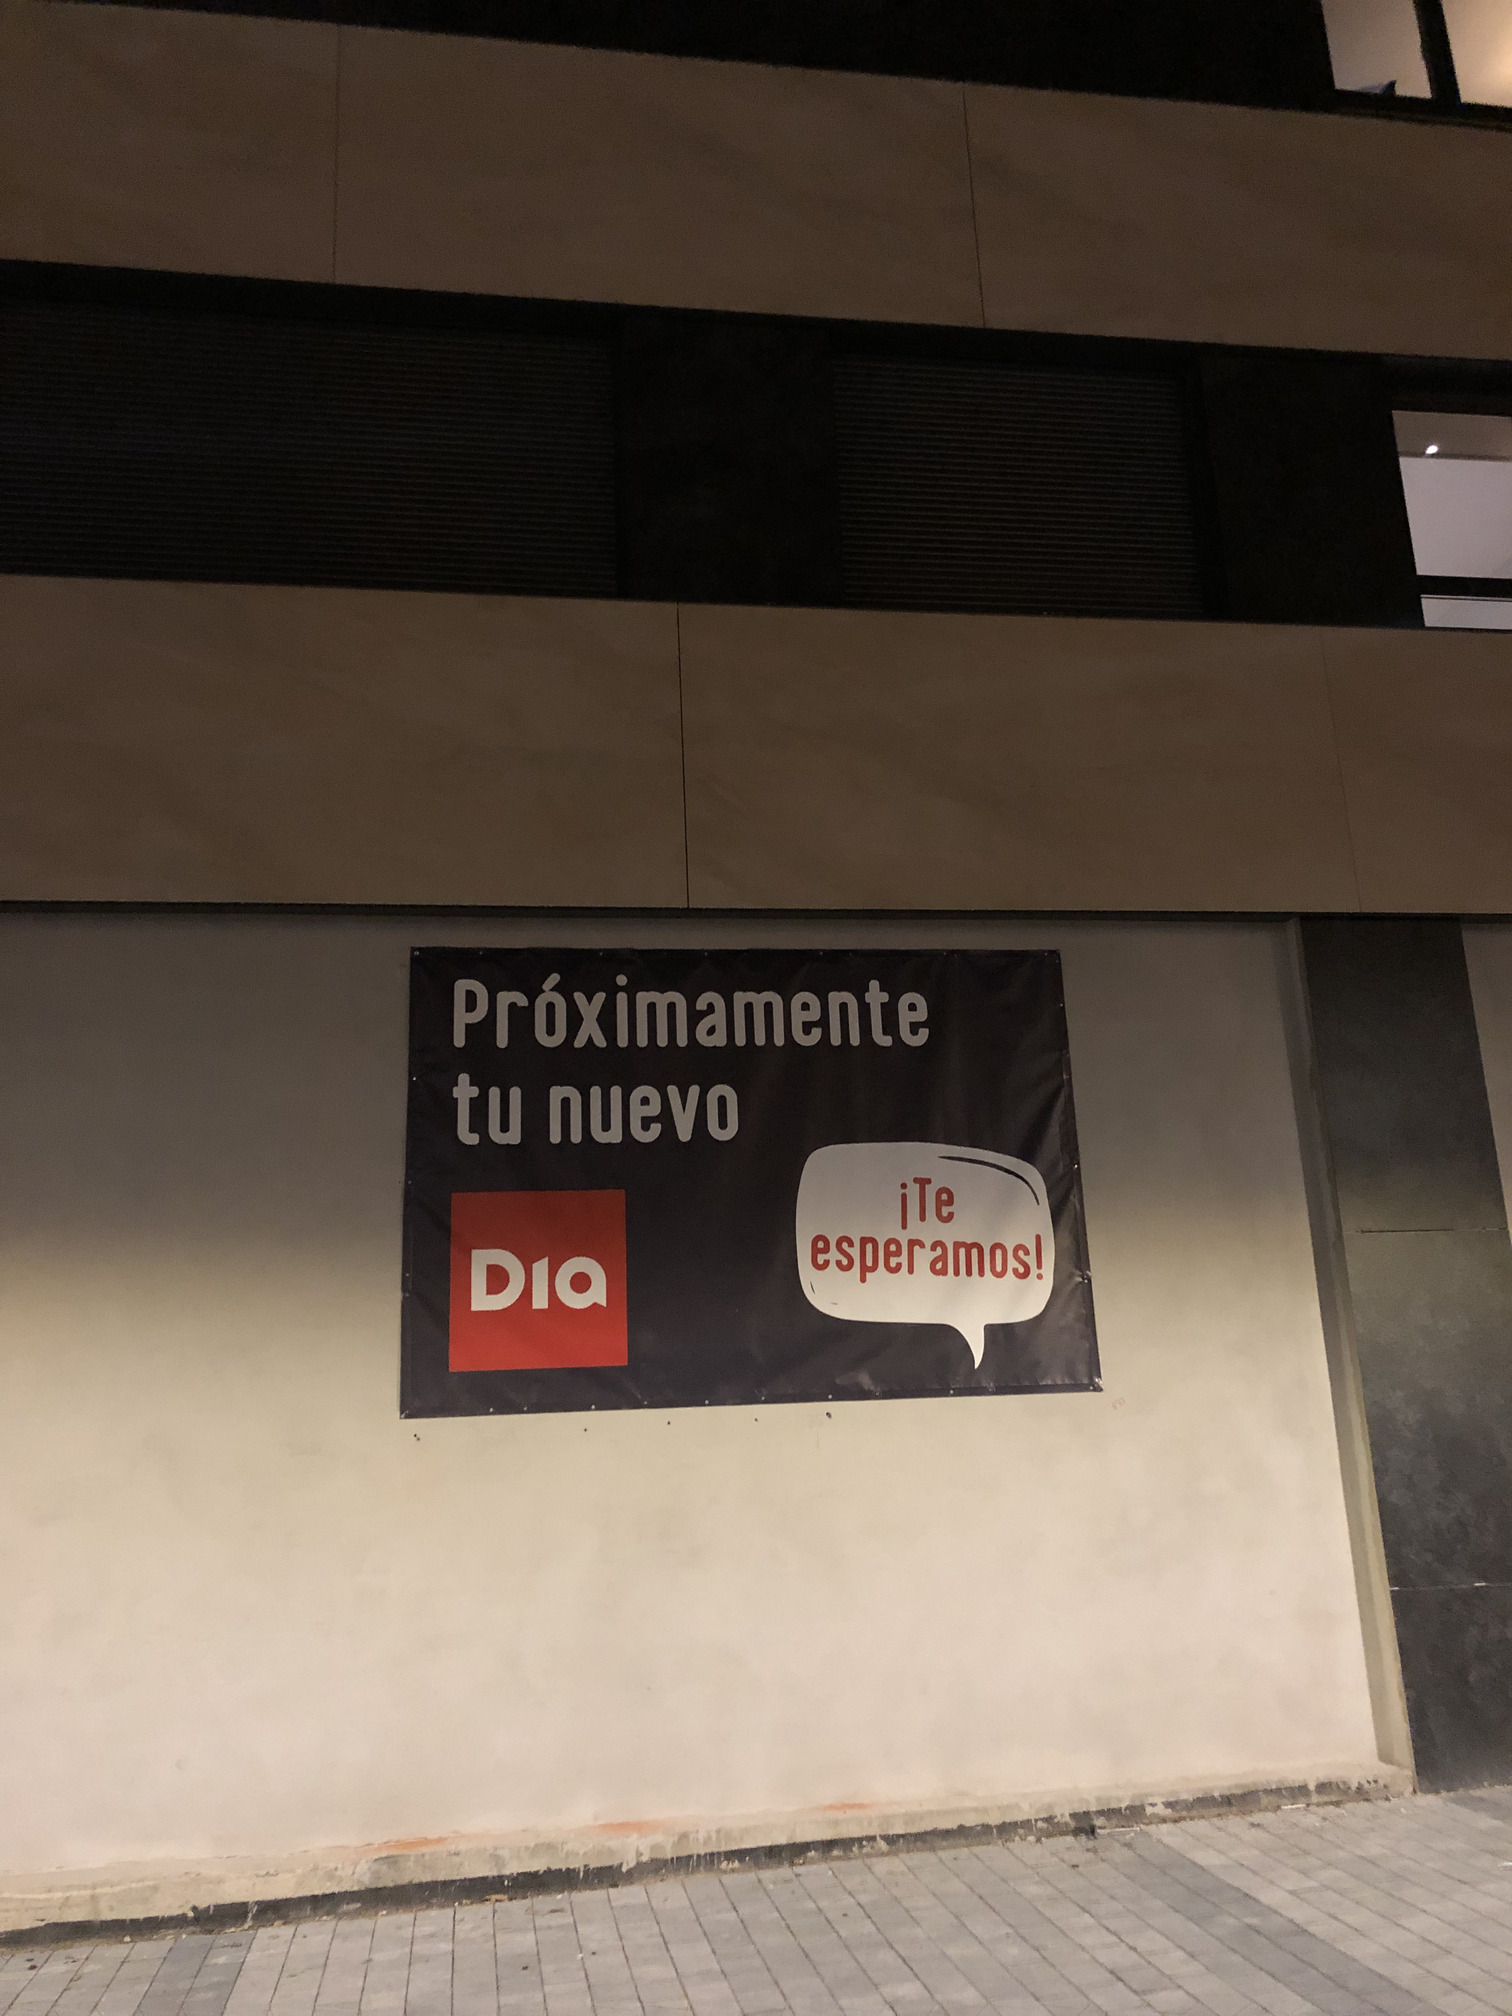 Próximamente
tu nuevo
Dia
¡Te
esperamos!